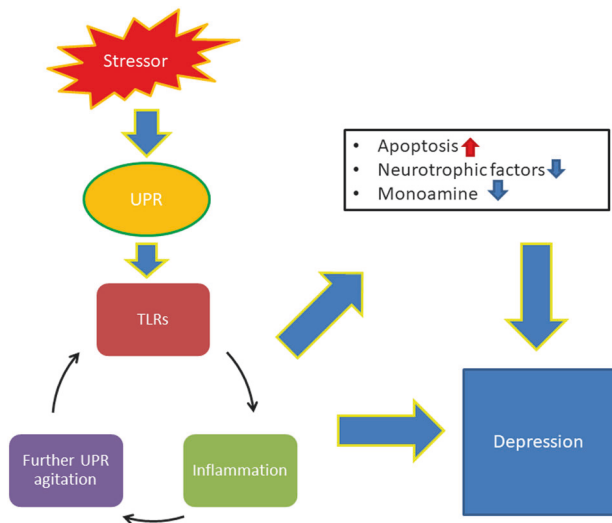 Stressor
UPR
TLRs
Further UPR
agitation
Inflammation
• Apoptosis
• Neurotrophic factors
• Monoamine
Depression